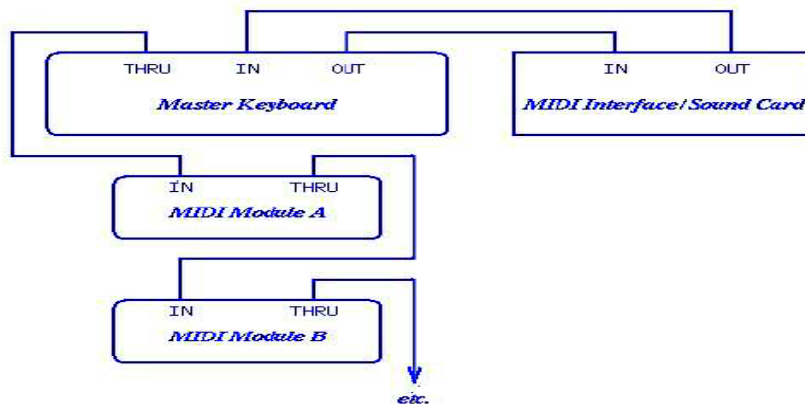 THRU IN OUT
Master Keyboard
IN OUT
MIDI Interface/Sound Card
IN THRU
MIDI Module A
IN THRU
MIDI Module B
etc.